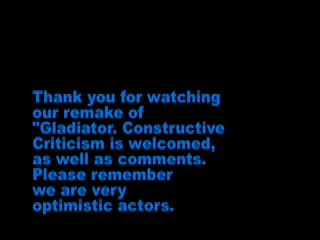 Thank you for watching
our remake of
"Gladiator. Constructive
Criticism is welcomed,
as well as comments.
Please remember
we are very
optimistic actors.